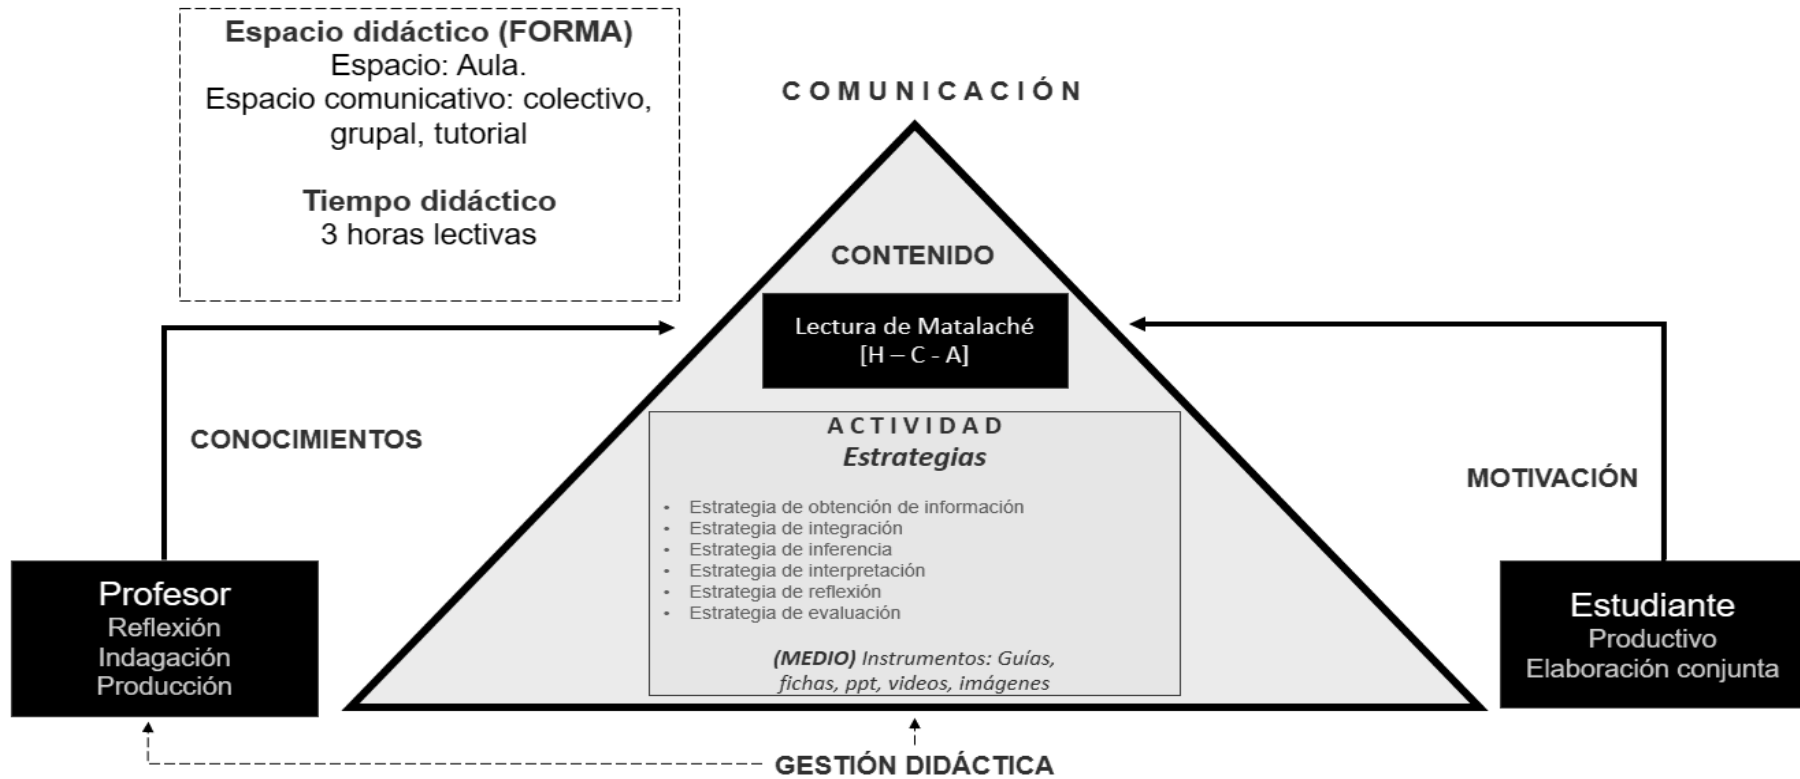 Espacio didáctico (FORMA)
Espacio: Aula.
Espacio comunicativo: colectivo,
grupal, tutorial
Tiempo didáctico
3 horas lectivas
COMUNICACIÓN
CONTENIDO
Lectura de Matalaché
[H – C - A]
CONOCIMIENTOS
ACTIVIDAD
Estrategias
• Estrategia de obtención de información
• Estrategia de integración
• Estrategia de inferencia
• Estrategia de interpretación
• Estrategia de reflexión
• Estrategia de evaluación
(MEDIO) Instrumentos: Guías,
fichas, ppt, videos, imágenes
MOTIVACIÓN
Profesor
Reflexión
Indagación
Producción
Estudiante
Productivo
Elaboración conjunta
GESTIÓN DIDÁCTICA